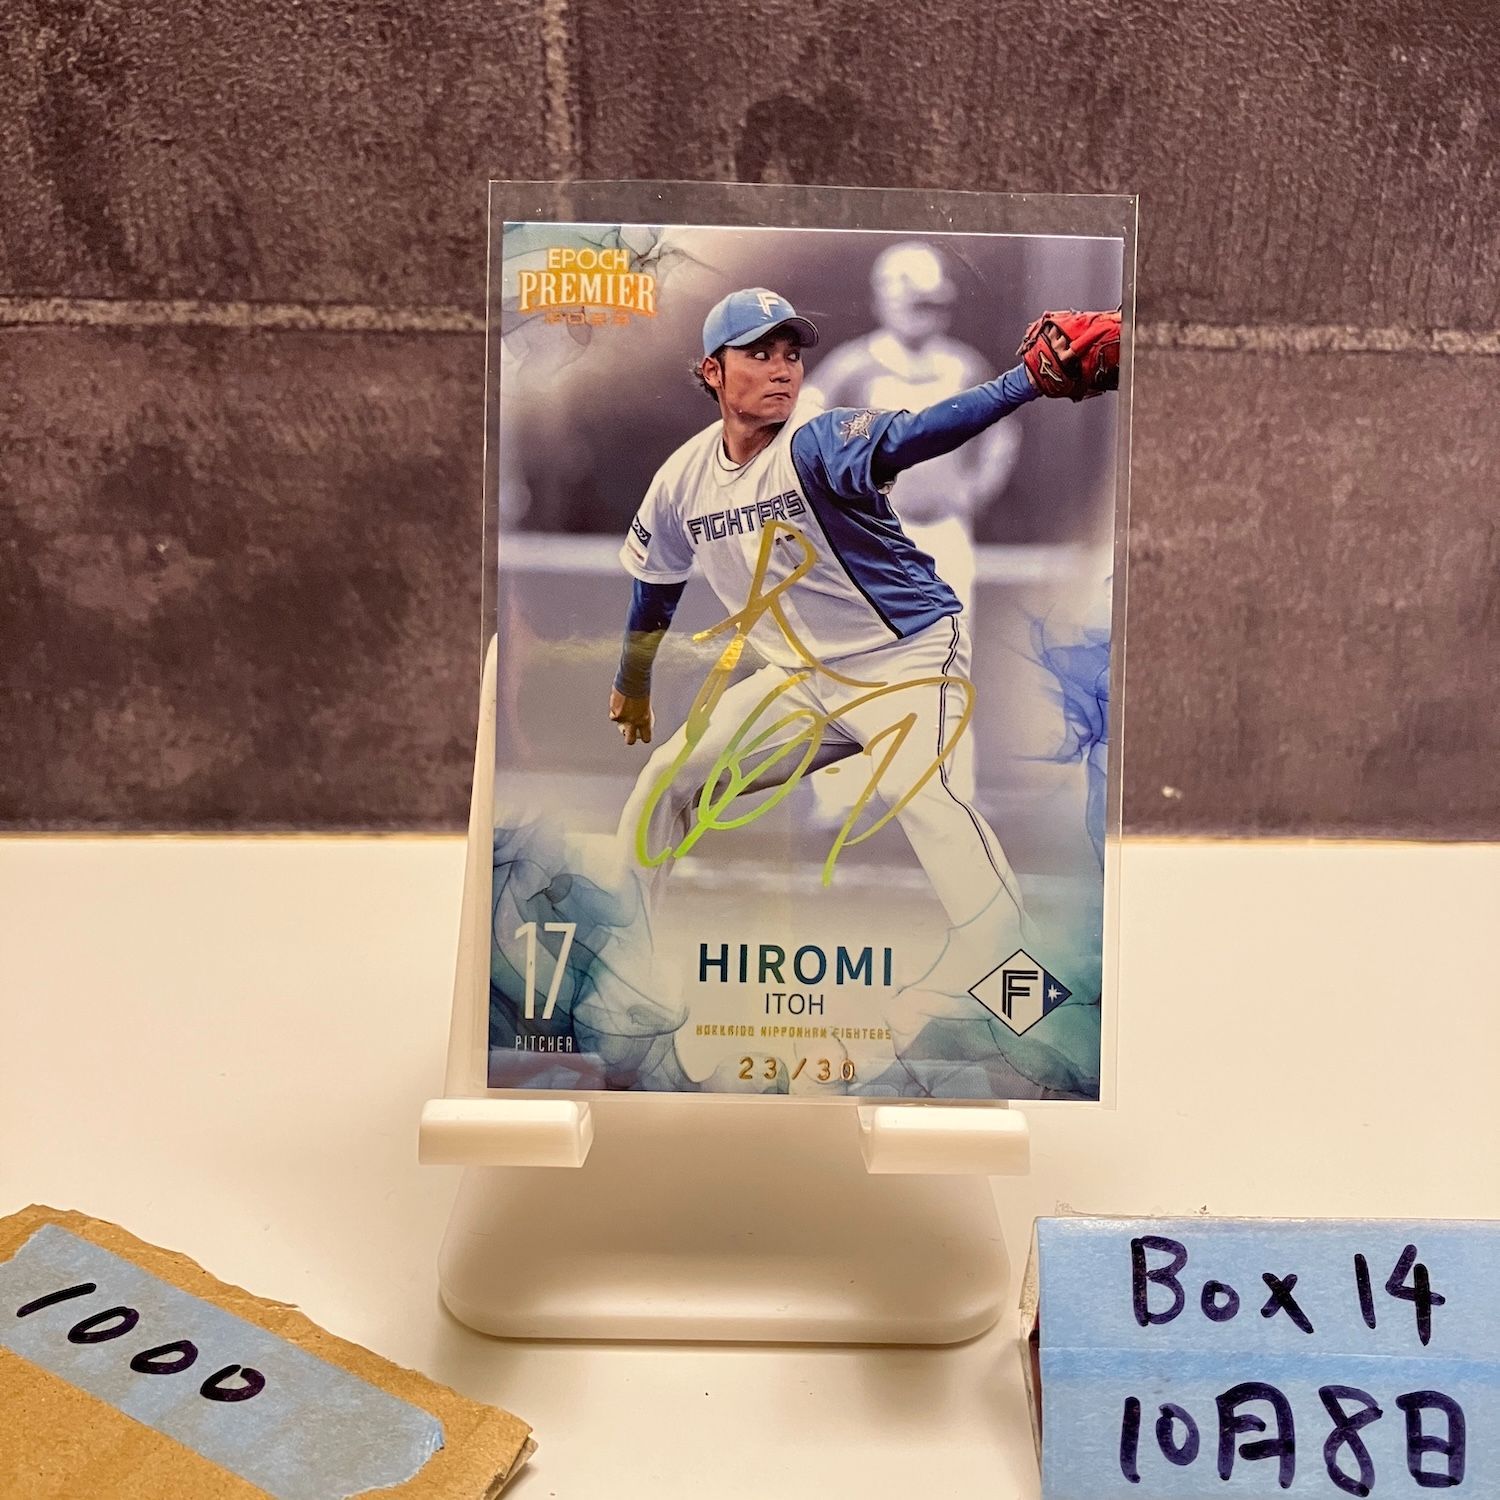 EPOCH
PREMIER
2023
FIGHTERS
17
PITCHER
HIROMI
ITOH
HOKKAIDO NIPPONHAM FIGHTERS
F
23/30
1000
Box 14
10月8日